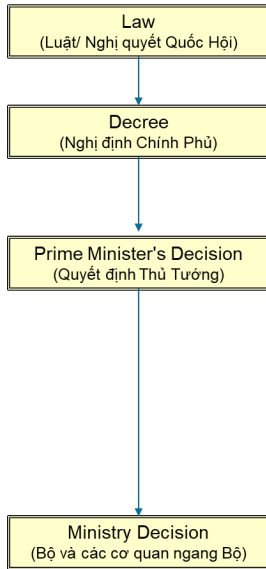 Law
(Luật/ Nghị quyết Quốc Hội)
Decree
(Nghị định Chính Phủ)
Prime Minister's Decision
(Quyết định Thủ Tướng)
Ministry Decision
(Bộ và các cơ quan ngang Bộ)